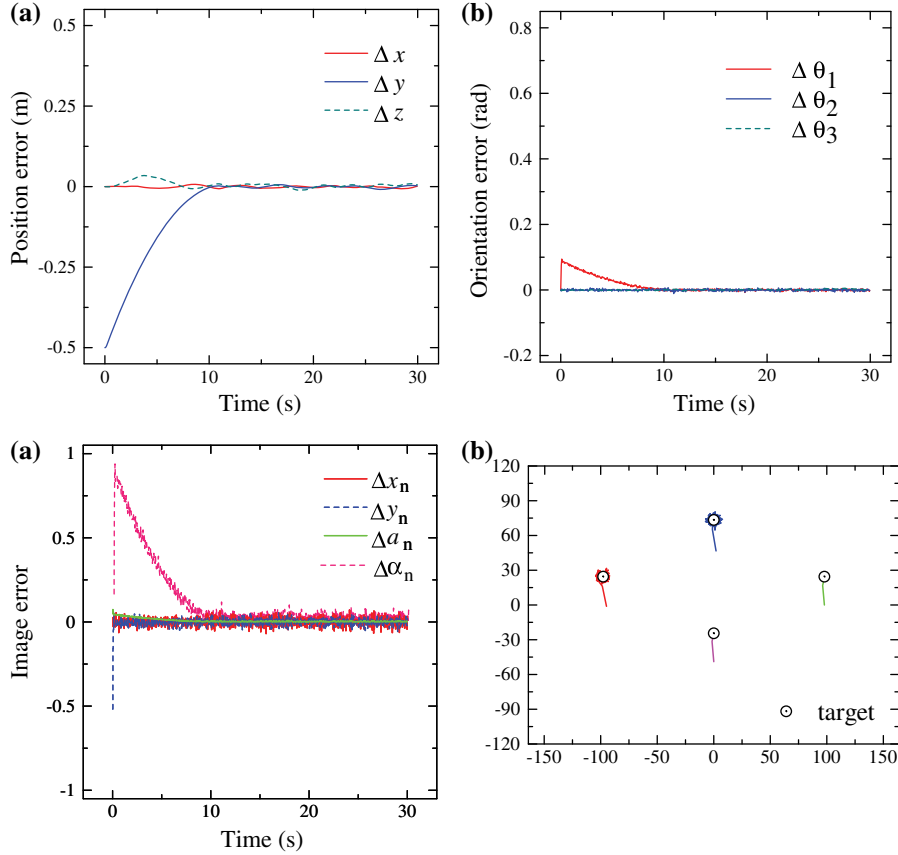 (a)
0.5
0.25
0
-0.25
-0.5
Position error (m)
Δ x
Δ y
Δ z
0 10 20 30
Time (s)
(b)
0.8
0.6
0.4
0.2
0
-0.2
Orientation error (rad)
Δ θ1
Δ θ2
Δ θ3
0 10 20 30
Time (s)
(a)
1
0.5
0
-0.5
-1
Image error
Δxn
Δyn
Δan
Δαn
0 10 20 30
Time (s)
(b)
120
90
60
30
0
-30
-60
-90
-120
target
-150 -100 -50 0 50 100 150